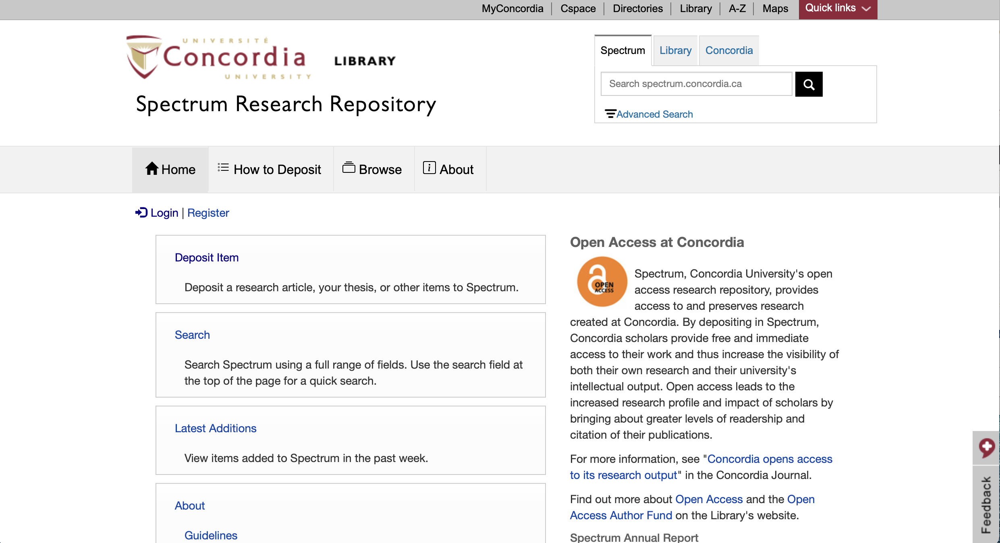 MyConcordia Cspace Directories Library A-Z Maps Quick links
UNIVERSITÉ
Concordia
UNIVERSITY
LIBRARY
Spectrum Research Repository
Spectrum Library Concordia
Search spectrum.concordia.ca
Advanced Search
Home How to Deposit Browse About
Login | Register
Deposit Item
Deposit a research article, your thesis, or other items to Spectrum.
Search
Search Spectrum using a full range of fields. Use the search field at
the top of the page for a quick search.
Latest Additions
View items added to Spectrum in the past week.
About
Guidelines
Open Access at Concordia
OPEN
ACCESS
Spectrum, Concordia University's open
access research repository, provides
access to and preserves research
created at Concordia. By depositing in Spectrum,
Concordia scholars provide free and immediate
access to their work and thus increase the visibility of
both their own research and their university's
intellectual output. Open access leads to the
increased research profile and impact of scholars by
bringing about greater levels of readership and
citation of their publications.
For more information, see "Concordia opens access
to its research output" in the Concordia Journal.
Find out more about Open Access and the Open
Access Author Fund on the Library's website.
Spectrum Annual Report
Feedback